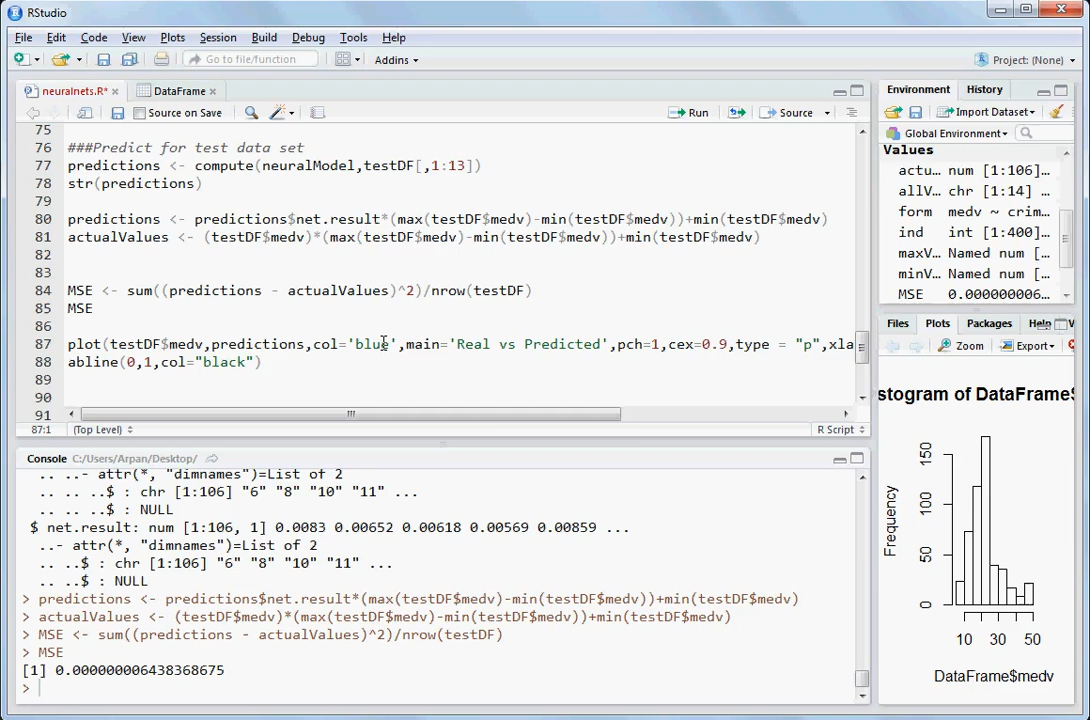 RStudio
File Edit Code View Plots Session Build Debug Tools Help
Go to file/function Addins Project: (None)
neuralnets.R* DataFrame
Source on Save Run Source
75
76 ###Predict for test data set
77 predictions <- compute(neuralModel,testDF[,1:13])
78 str(predictions)
79
80 predictions <- predictions$net.result*(max(testDF$medv)-min(testDF$medv))+min(testDF$medv)
81 actualValues <- (testDF$medv)*(max(testDF$medv)-min(testDF$medv))+min(testDF$medv)
82
83
84 MSE <- sum((predictions - actualValues)^2)/nrow(testDF)
85 MSE
86
87 plot(testDF$medv,predictions,col='blue',main='Real vs Predicted',pch=1,cex=0.9,type = "p",xla
88 abline(0,1,col="black")
89
90
91
87:1 (Top Level) R Script
Console C:/Users/Arpan/Desktop/
.. ..- attr(*, "dimnames")=List of 2
.. .. ..$ : chr [1:106] "6" "8" "10" "11" ...
.. .. ..$ : NULL
$ net.result: num [1:106, 1] 0.0083 0.00652 0.00618 0.00569 0.00859 ...
..- attr(*, "dimnames")=List of 2
.. ..$ : chr [1:106] "6" "8" "10" "11" ...
.. ..$ : NULL
> predictions <- predictions$net.result*(max(testDF$medv)-min(testDF$medv))+min(testDF$medv)
> actualValues <- (testDF$medv)*(max(testDF$medv)-min(testDF$medv))+min(testDF$medv)
> MSE <- sum((predictions - actualValues)^2)/nrow(testDF)
> MSE
[1] 0.000000006438368675
>
Environment History
Import Dataset
Global Environment
Values
actu… num [1:106]…
allV… chr [1:14] …
form medv ~ crim…
ind int [1:400]…
maxV… Named num […
minV… Named num […
MSE 0.000000006…
Files Plots Packages Help
Zoom Export
stogram of DataFrame$
Frequency
150
100
50
0
10 30 50
DataFrame$medv